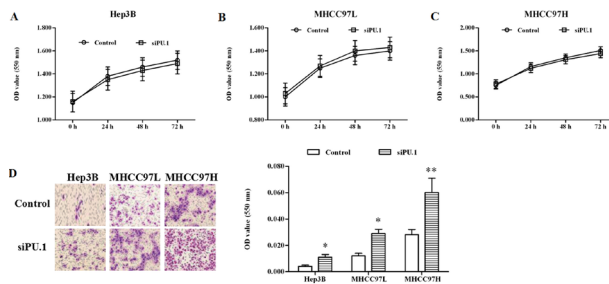 A
Hep3B
Control
siPU.1
OD value (550 nm)
1.800
1.600
1.400
1.200
1.000
0 h
24 h
48 h
72 h
B
MHCC97L
Control
siPU.1
OD value (550 nm)
1.600
1.400
1.200
1.000
0.800
0 h
24 h
48 h
72 h
C
MHCC97H
Control
siPU.1
OD value (550 nm)
2.000
1.500
1.000
0.500
0.000
0 h
24 h
48 h
72 h
D
Hep3B MHCC97L MHCC97H
Control
siPU.1
Control
siPU.1
OD value (550 nm)
0.080
0.060
0.040
0.020
0.000
*
*
**
Hep3B
MHCC97L
MHCC97H